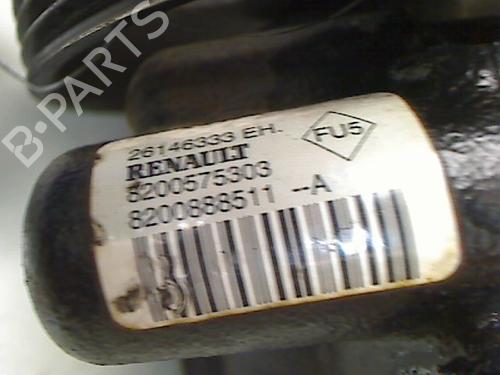 B-PARTS
26146333 EH.
RENAULT
8200575303
8200888511 --A
FU5